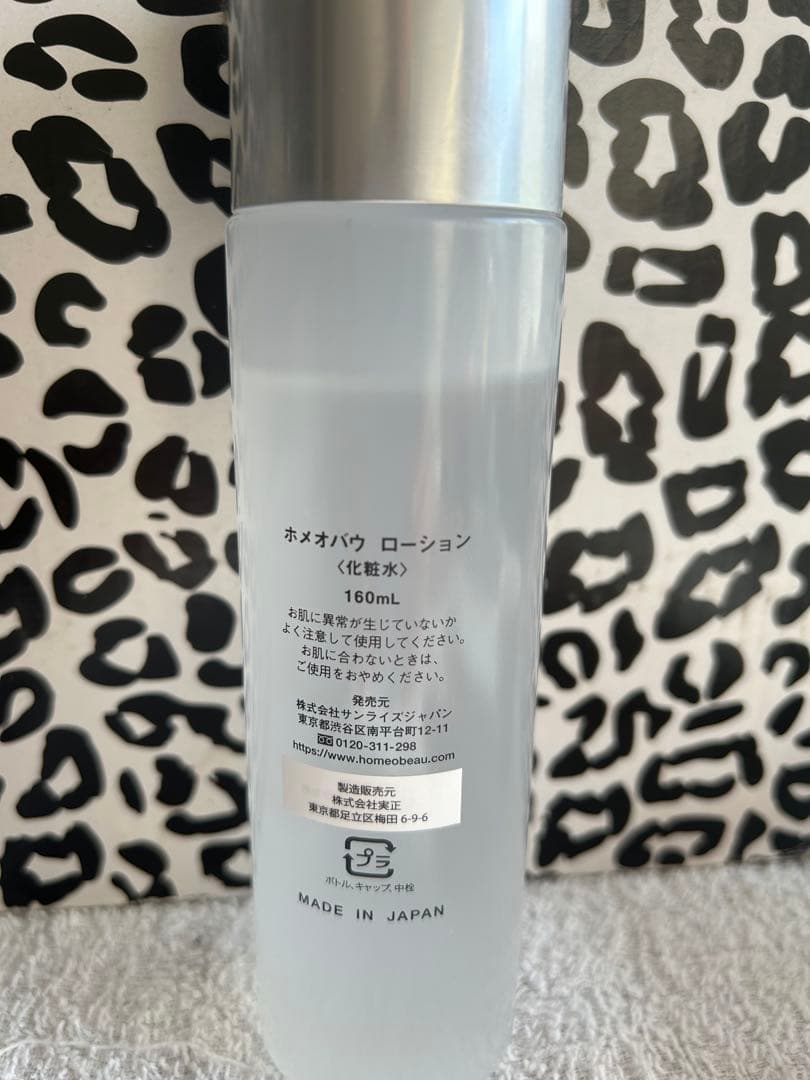 ホメオバウ ローション
〈化粧水〉
160mL
お肌に異常が生じていないか
よく注意して使用してください。
お肌に合わないときは、
ご使用をおやめください。
発売元
株式会社サンライズジャパン
東京都渋谷区南平台町12-11
0120-311-298
https://www.homeobeau.com
製造販売元
株式会社実正
東京都足立区梅田 6-9-6
プラ
ボトル、キャップ、中栓
MADE IN JAPAN